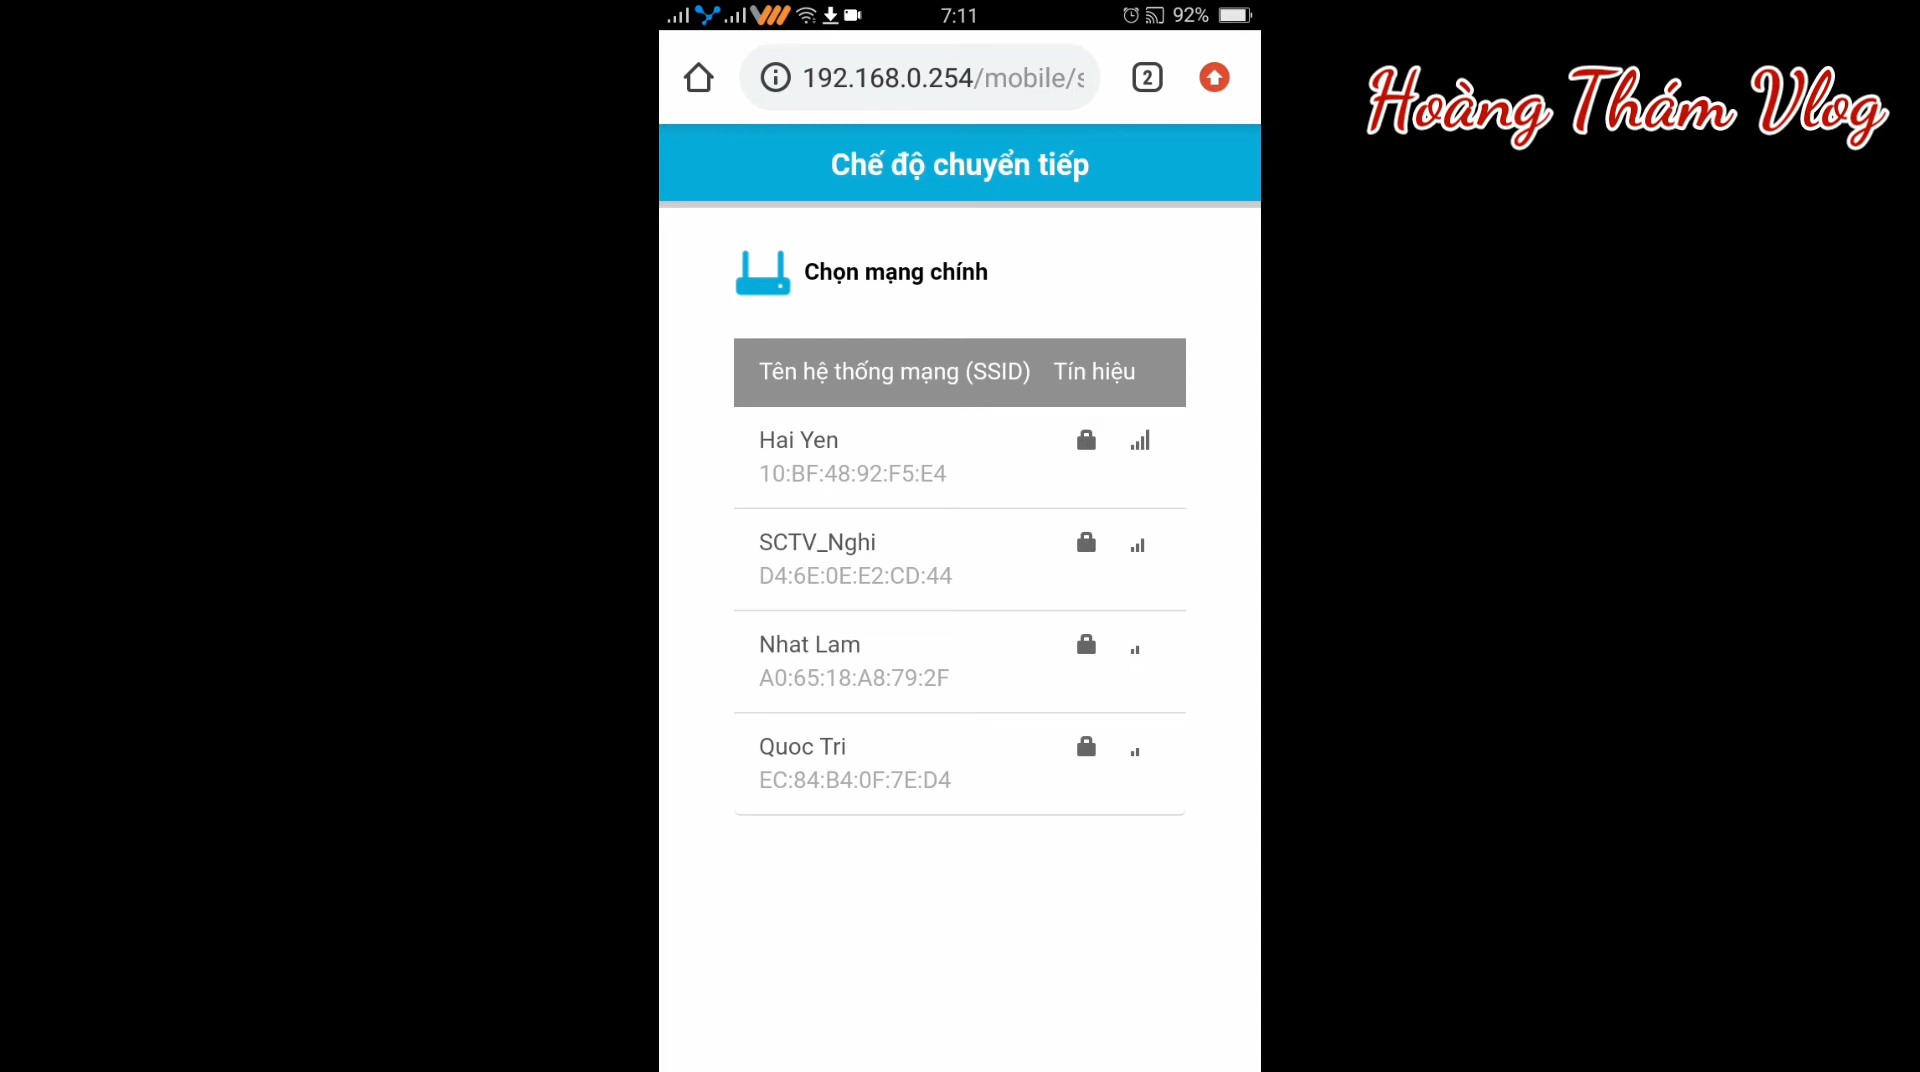 7:11
92%
192.168.0.254/mobile/s
2
Hoàng Thám Vlog
Chế độ chuyển tiếp
Chọn mạng chính
Tên hệ thống mạng (SSID) Tín hiệu
Hai Yen
10:BF:48:92:F5:E4
SCTV_Nghi
D4:6E:0E:E2:CD:44
Nhat Lam
A0:65:18:A8:79:2F
Quoc Tri
EC:84:B4:0F:7E:D4